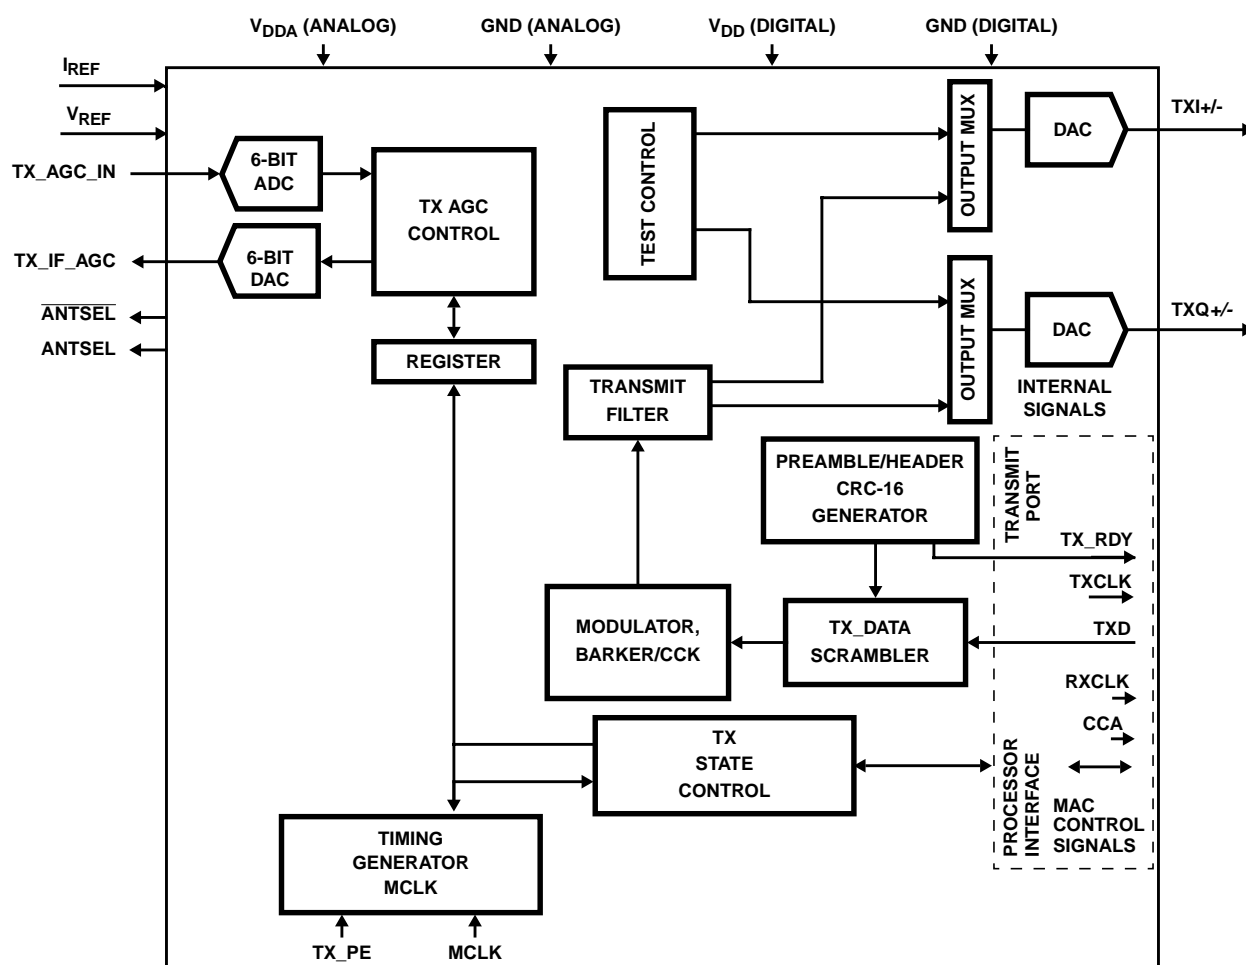 VDDA (ANALOG)
GND (ANALOG)
VDD (DIGITAL)
GND (DIGITAL)
IREF
VREF
TX_AGC_IN
TX_IF_AGC
ANTSEL
ANTSEL
6-BIT
ADC
6-BIT
DAC
TX AGC
CONTROL
REGISTER
TEST CONTROL
OUTPUT MUX
DAC
TXI+/-
OUTPUT MUX
DAC
TXQ+/-
INTERNAL
SIGNALS
TRANSMIT
FILTER
PREAMBLE/HEADER
CRC-16
GENERATOR
TRANSMIT
PORT
TX_RDY
TXCLK
TXD
MODULATOR,
BARKER/CCK
TX_DATA
SCRAMBLER
RXCLK
CCA
TX
STATE
CONTROL
PROCESSOR
INTERFACE
MAC
CONTROL
SIGNALS
TIMING
GENERATOR
MCLK
TX_PE
MCLK